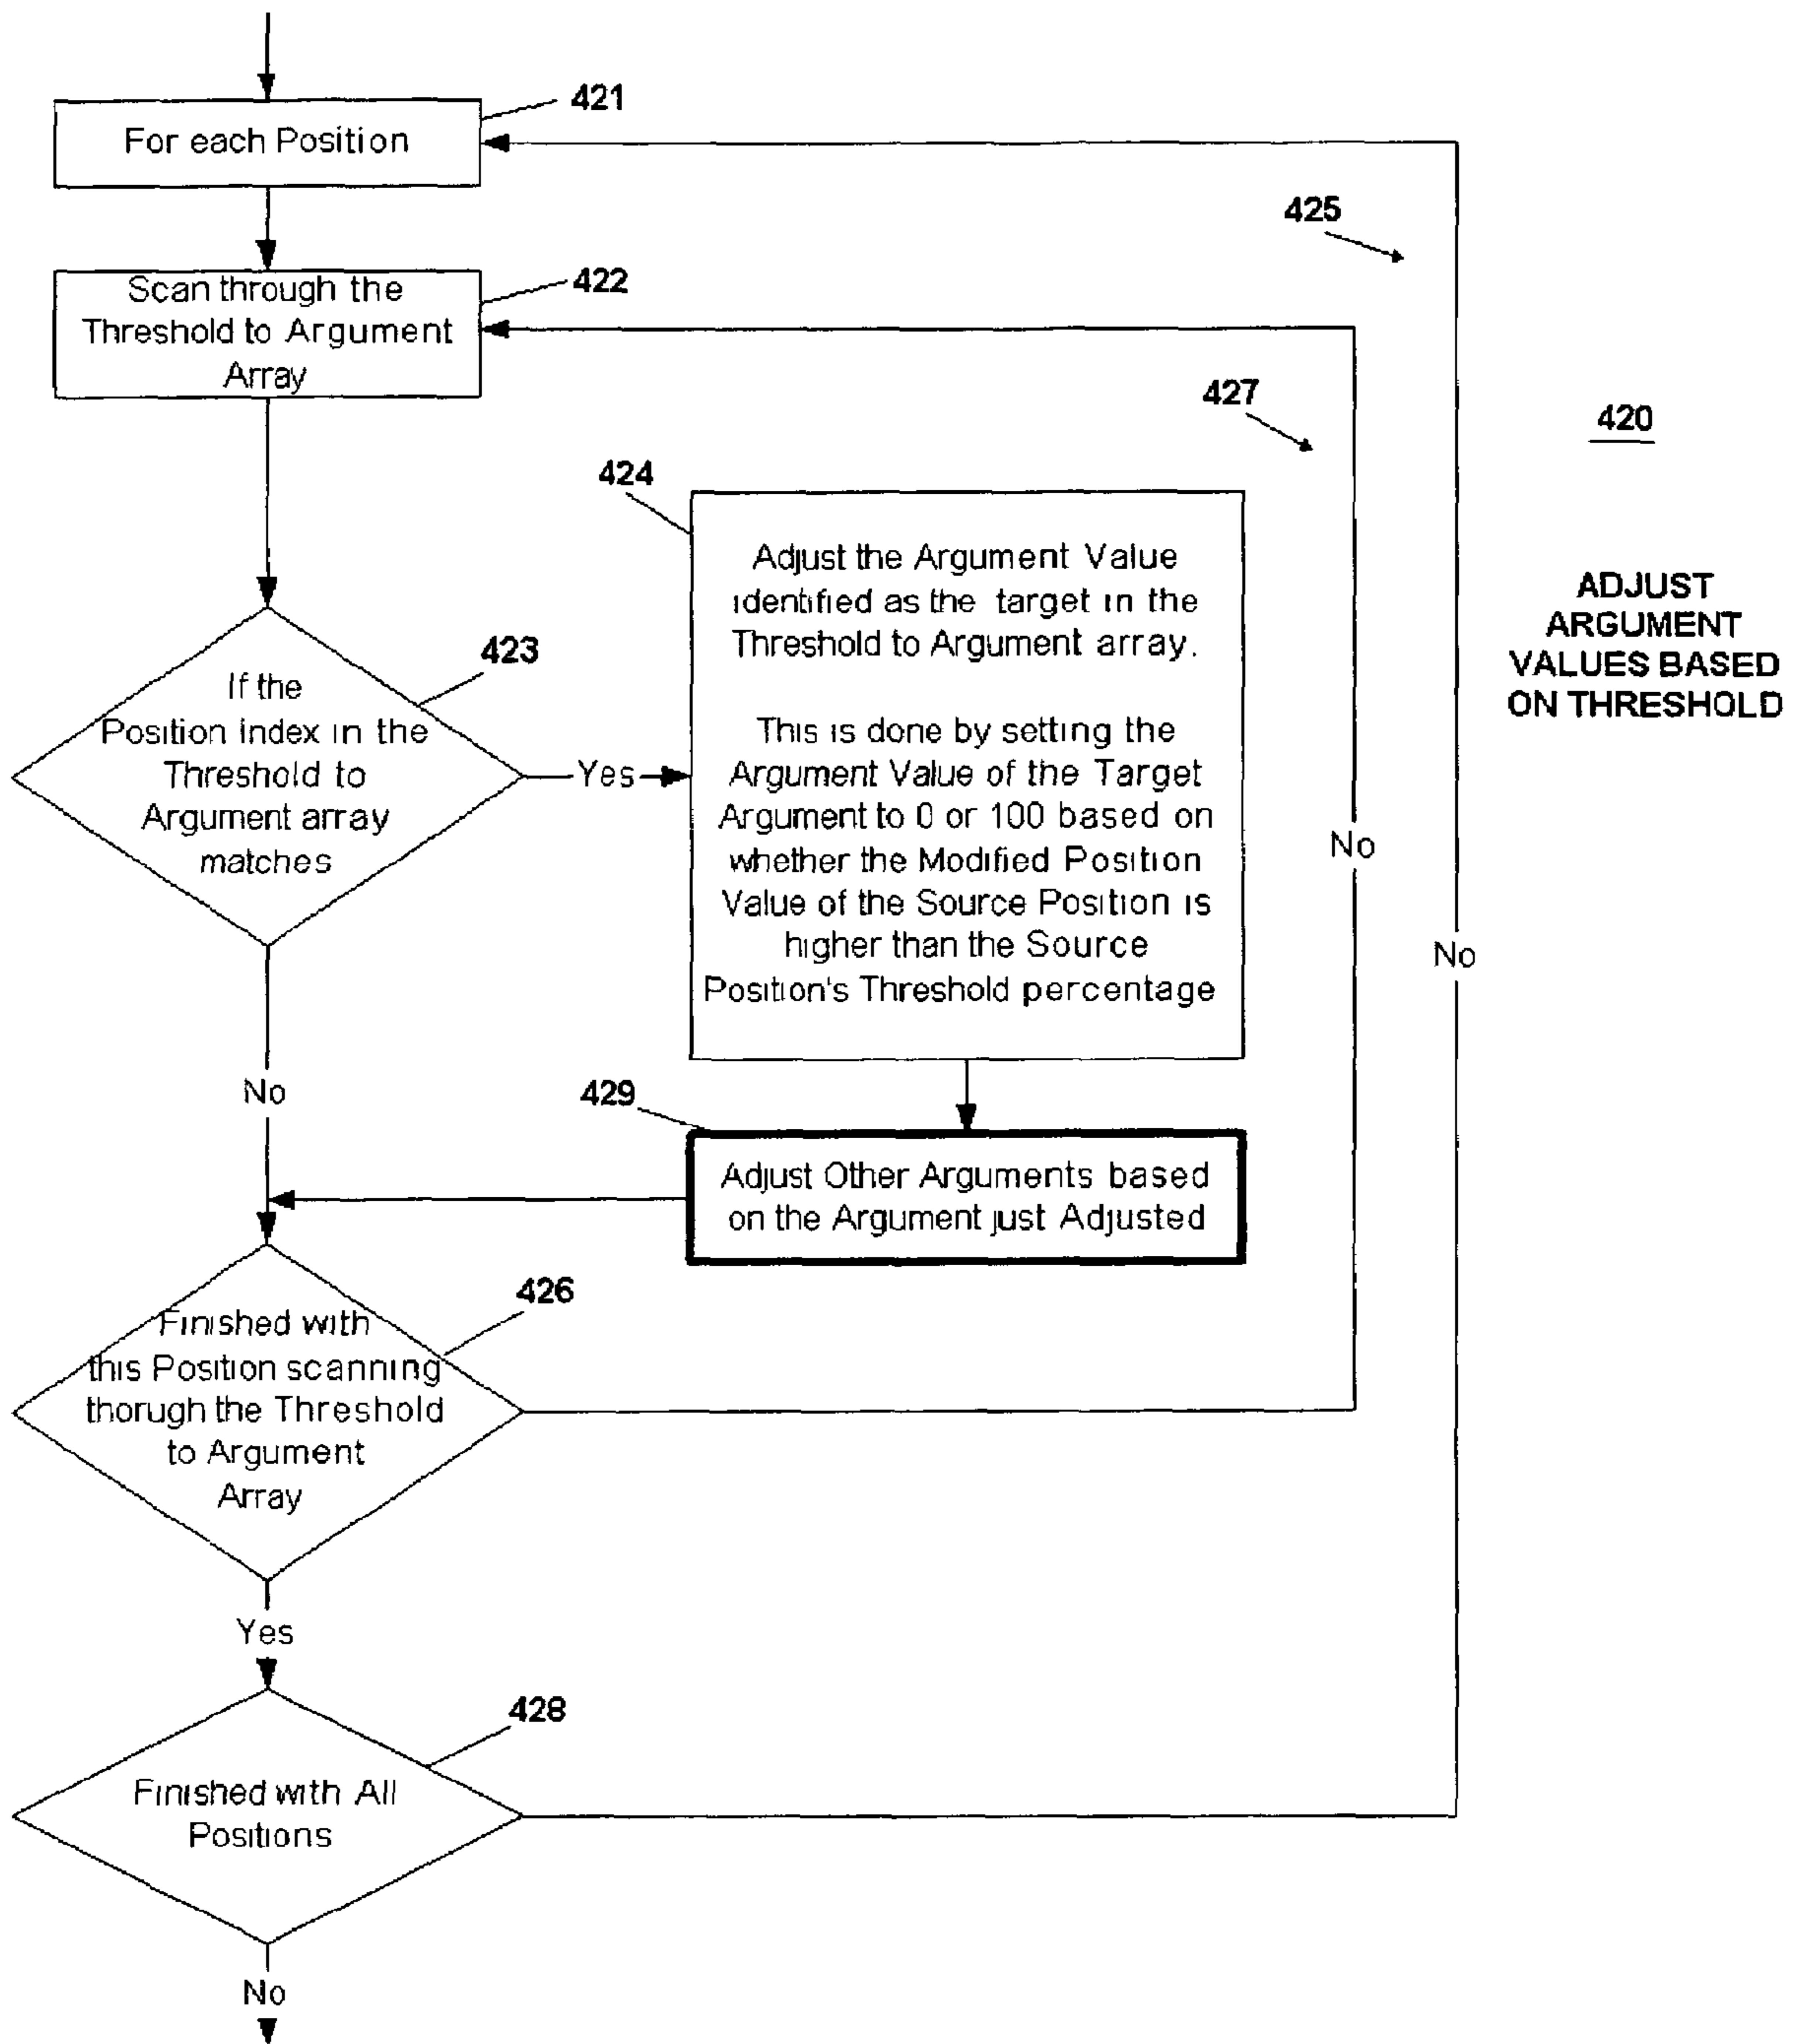 421
For each Position
425
422
Scan through the
Threshold to Argument
Array
427
420
424
ADJUST
ARGUMENT
VALUES BASED
ON THRESHOLD
Adjust the Argument Value
identified as the target in the
Threshold to Argument array.
This is done by setting the
Argument Value of the Target
Argument to 0 or 100 based on
whether the Modified Position
Value of the Source Position is
higher than the Source
Position's Threshold percentage
423
If the
Position Index in the
Threshold to
Argument array
matches
Yes
No
No
No
429
Adjust Other Arguments based
on the Argument just Adjusted
426
Finished with
this Position scanning
thorugh the Threshold
to Argument
Array
Yes
428
Finished with All
Positions
No